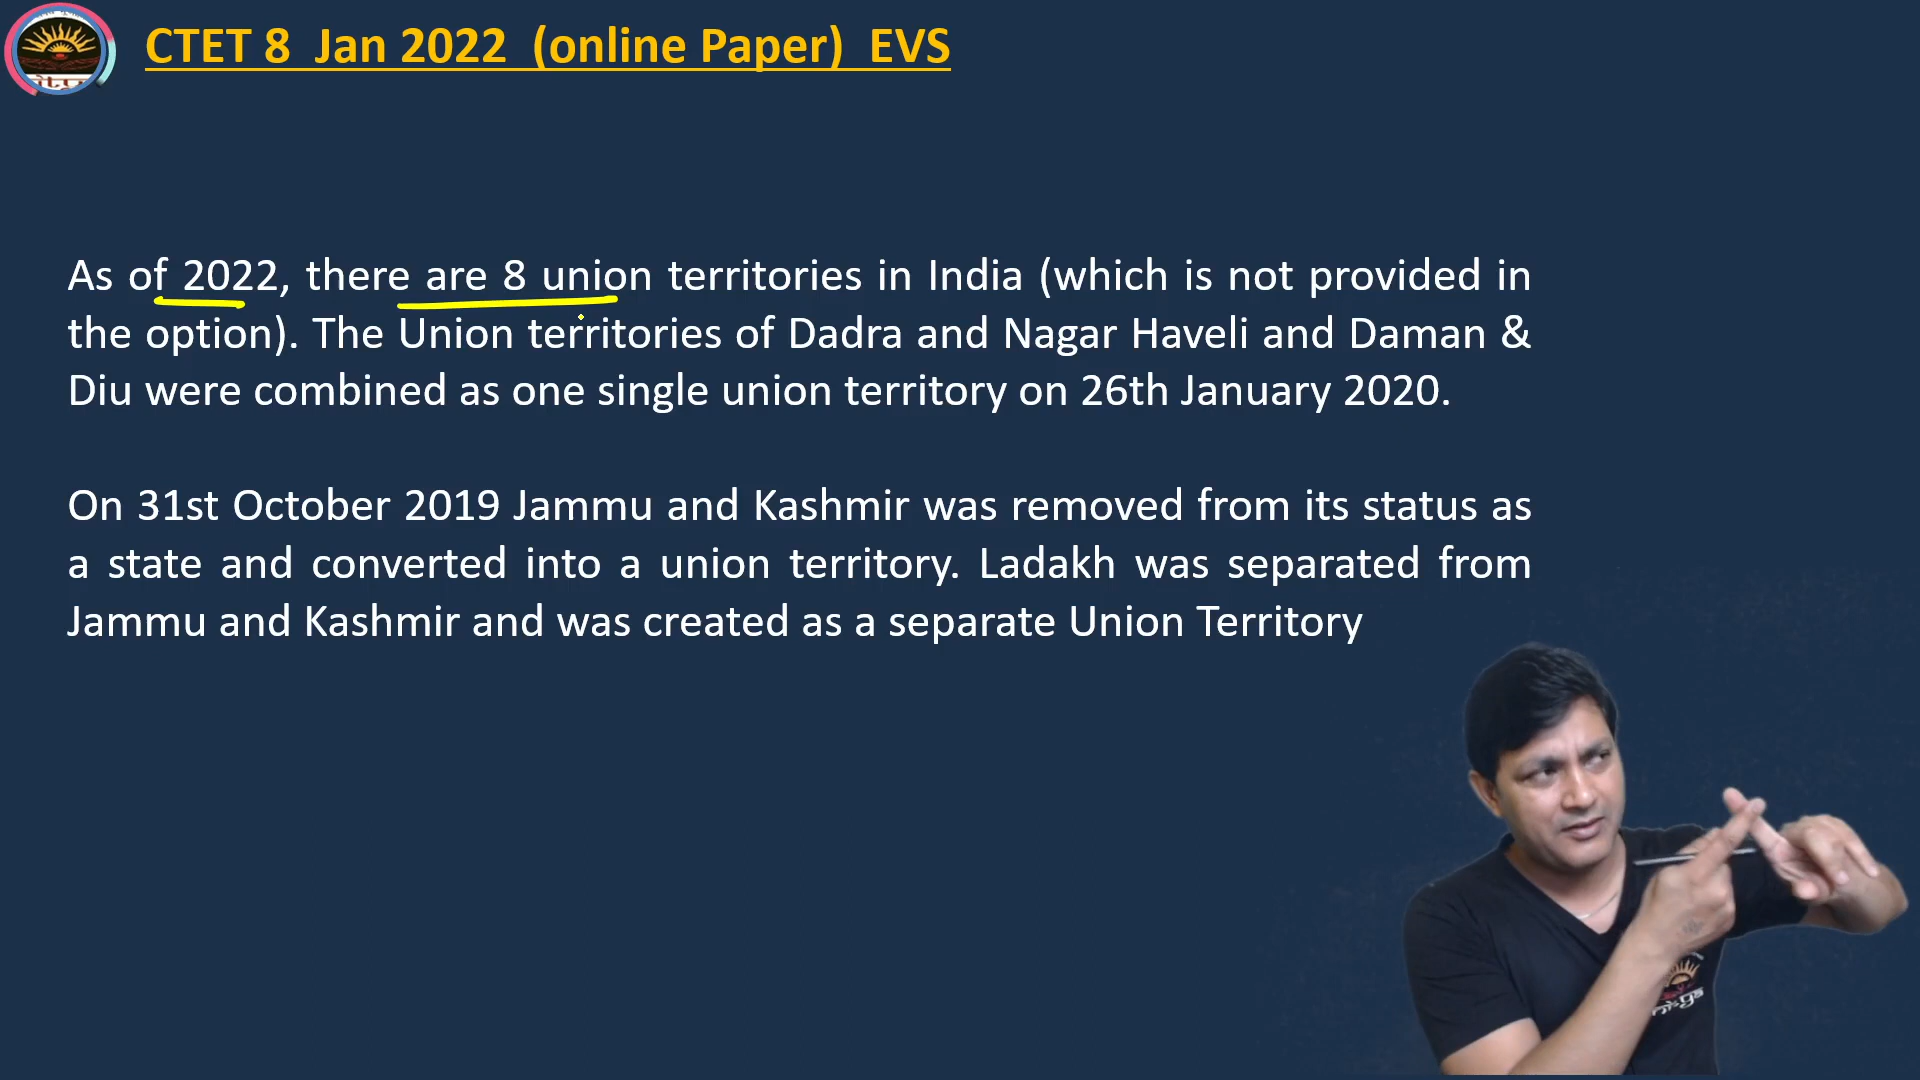 CTET 8 Jan 2022 (online Paper) EVS
As of 2022, there are 8 union territories in India (which is not provided in
the option). The Union territories of Dadra and Nagar Haveli and Daman &
Diu were combined as one single union territory on 26th January 2020.
On 31st October 2019 Jammu and Kashmir was removed from its status as
a state and converted into a union territory. Ladakh was separated from
Jammu and Kashmir and was created as a separate Union Territory